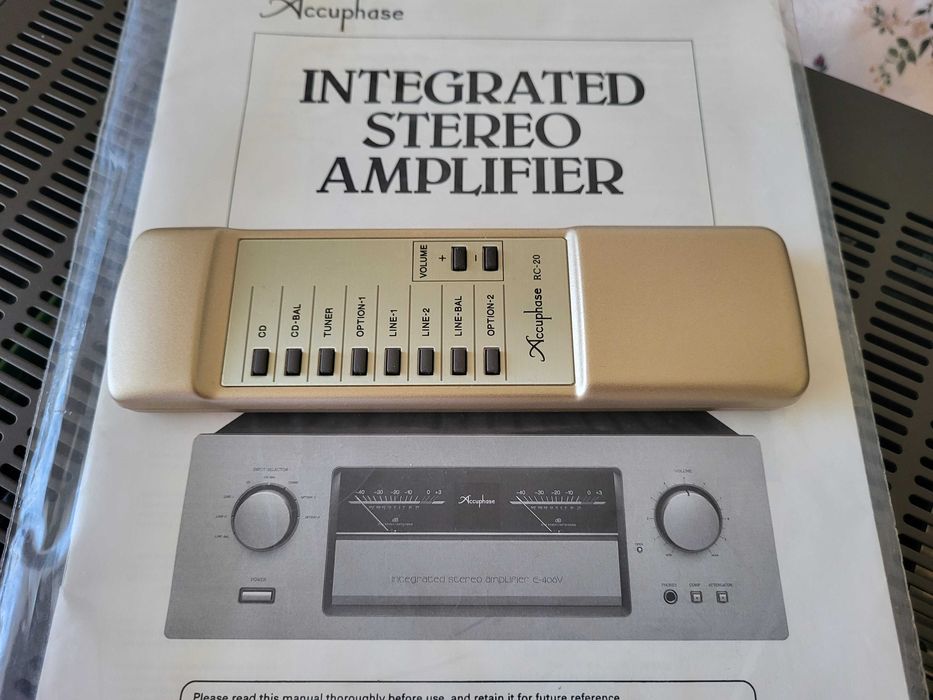 Accuphase
INTEGRATED
STEREO
AMPLIFIER
VOLUME
+
−
CD
CD-BAL
TUNER
OPTION-1
LINE-1
LINE-2
LINE-BAL
OPTION-2
Accuphase RC-20
INPUT SELECTOR
VOLUME
-40 -30 -20 -10 0 +3
dB
Accuphase
-40 -30 -20 -10 0 +3
dB
POWER
integrated stereo amplifier E-406V
PHONES
COMP
ATTENUATOR
Please read this manual thoroughly before use, and retain it for future reference.